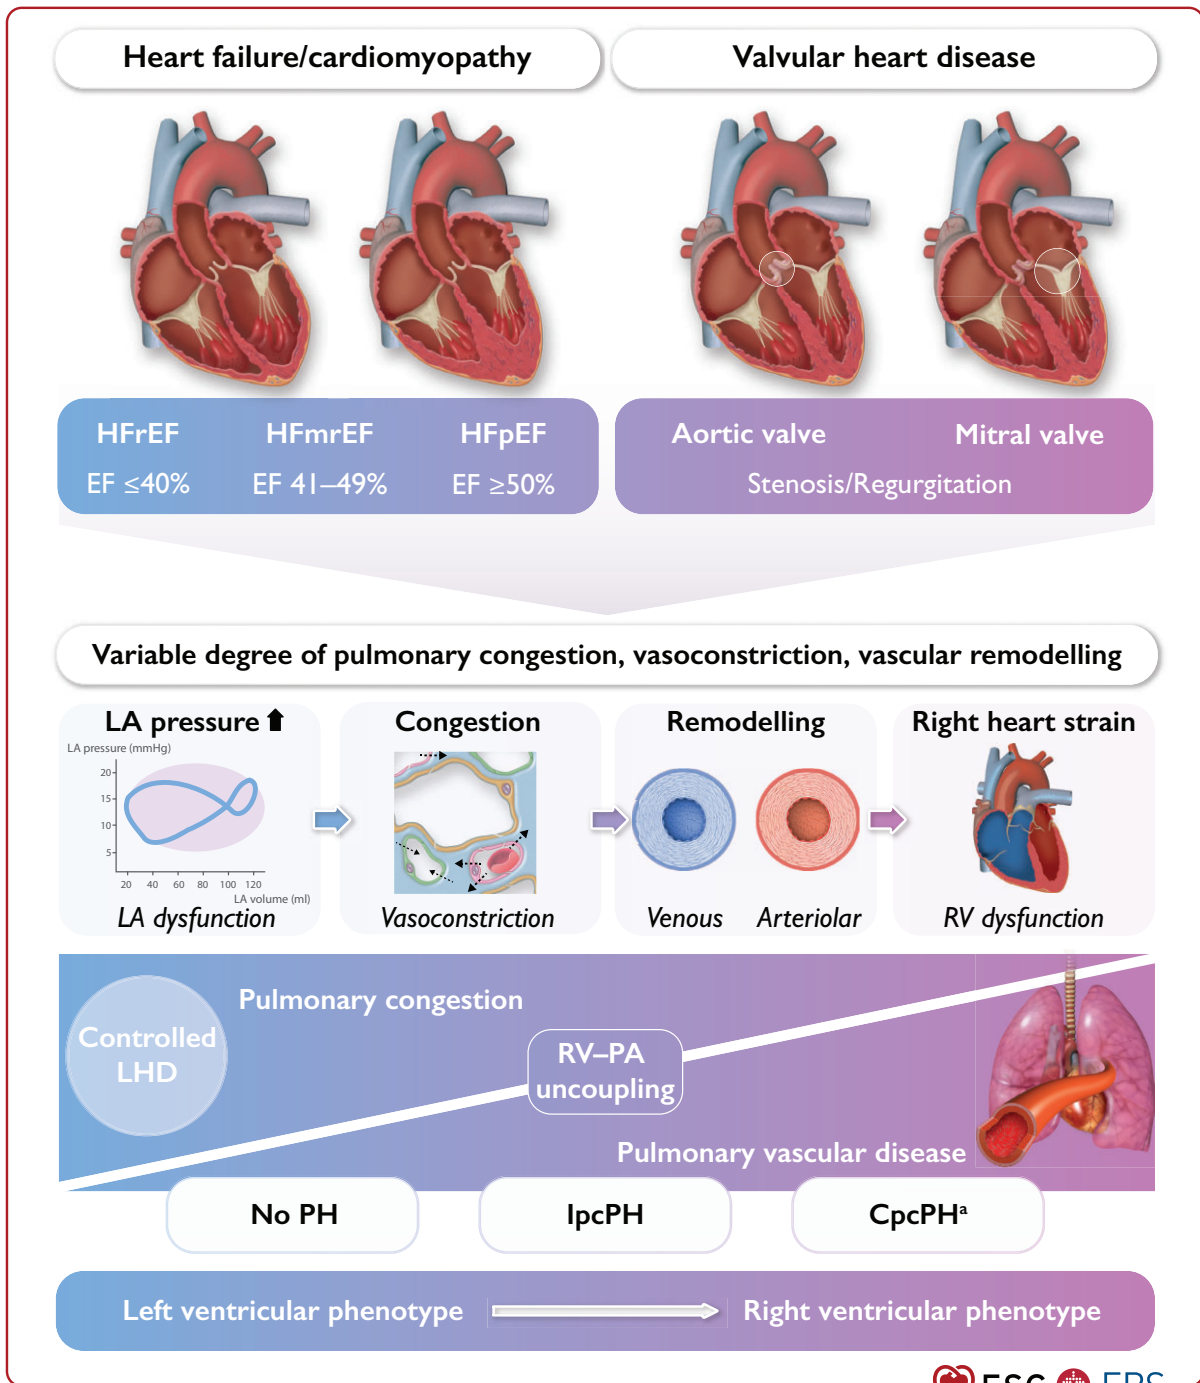 Heart failure/cardiomyopathy
Valvular heart disease
HFrEF
HFmrEF
HFpEF
EF ≤40%
EF 41–49%
EF ≥50%
Aortic valve
Mitral valve
Stenosis/Regurgitation
Variable degree of pulmonary congestion, vasoconstriction, vascular remodelling
LA pressure
LA pressure (mmHg)
20
15
10
5
20 40 60 80 100 120
LA volume (ml)
LA dysfunction
Congestion
Vasoconstriction
Remodelling
Venous
Arteriolar
Right heart strain
RV dysfunction
Controlled
LHD
Pulmonary congestion
RV–PA
uncoupling
Pulmonary vascular disease
No PH
IpcPH
CpcPHᵃ
Left ventricular phenotype
Right ventricular phenotype
ESC
ERS